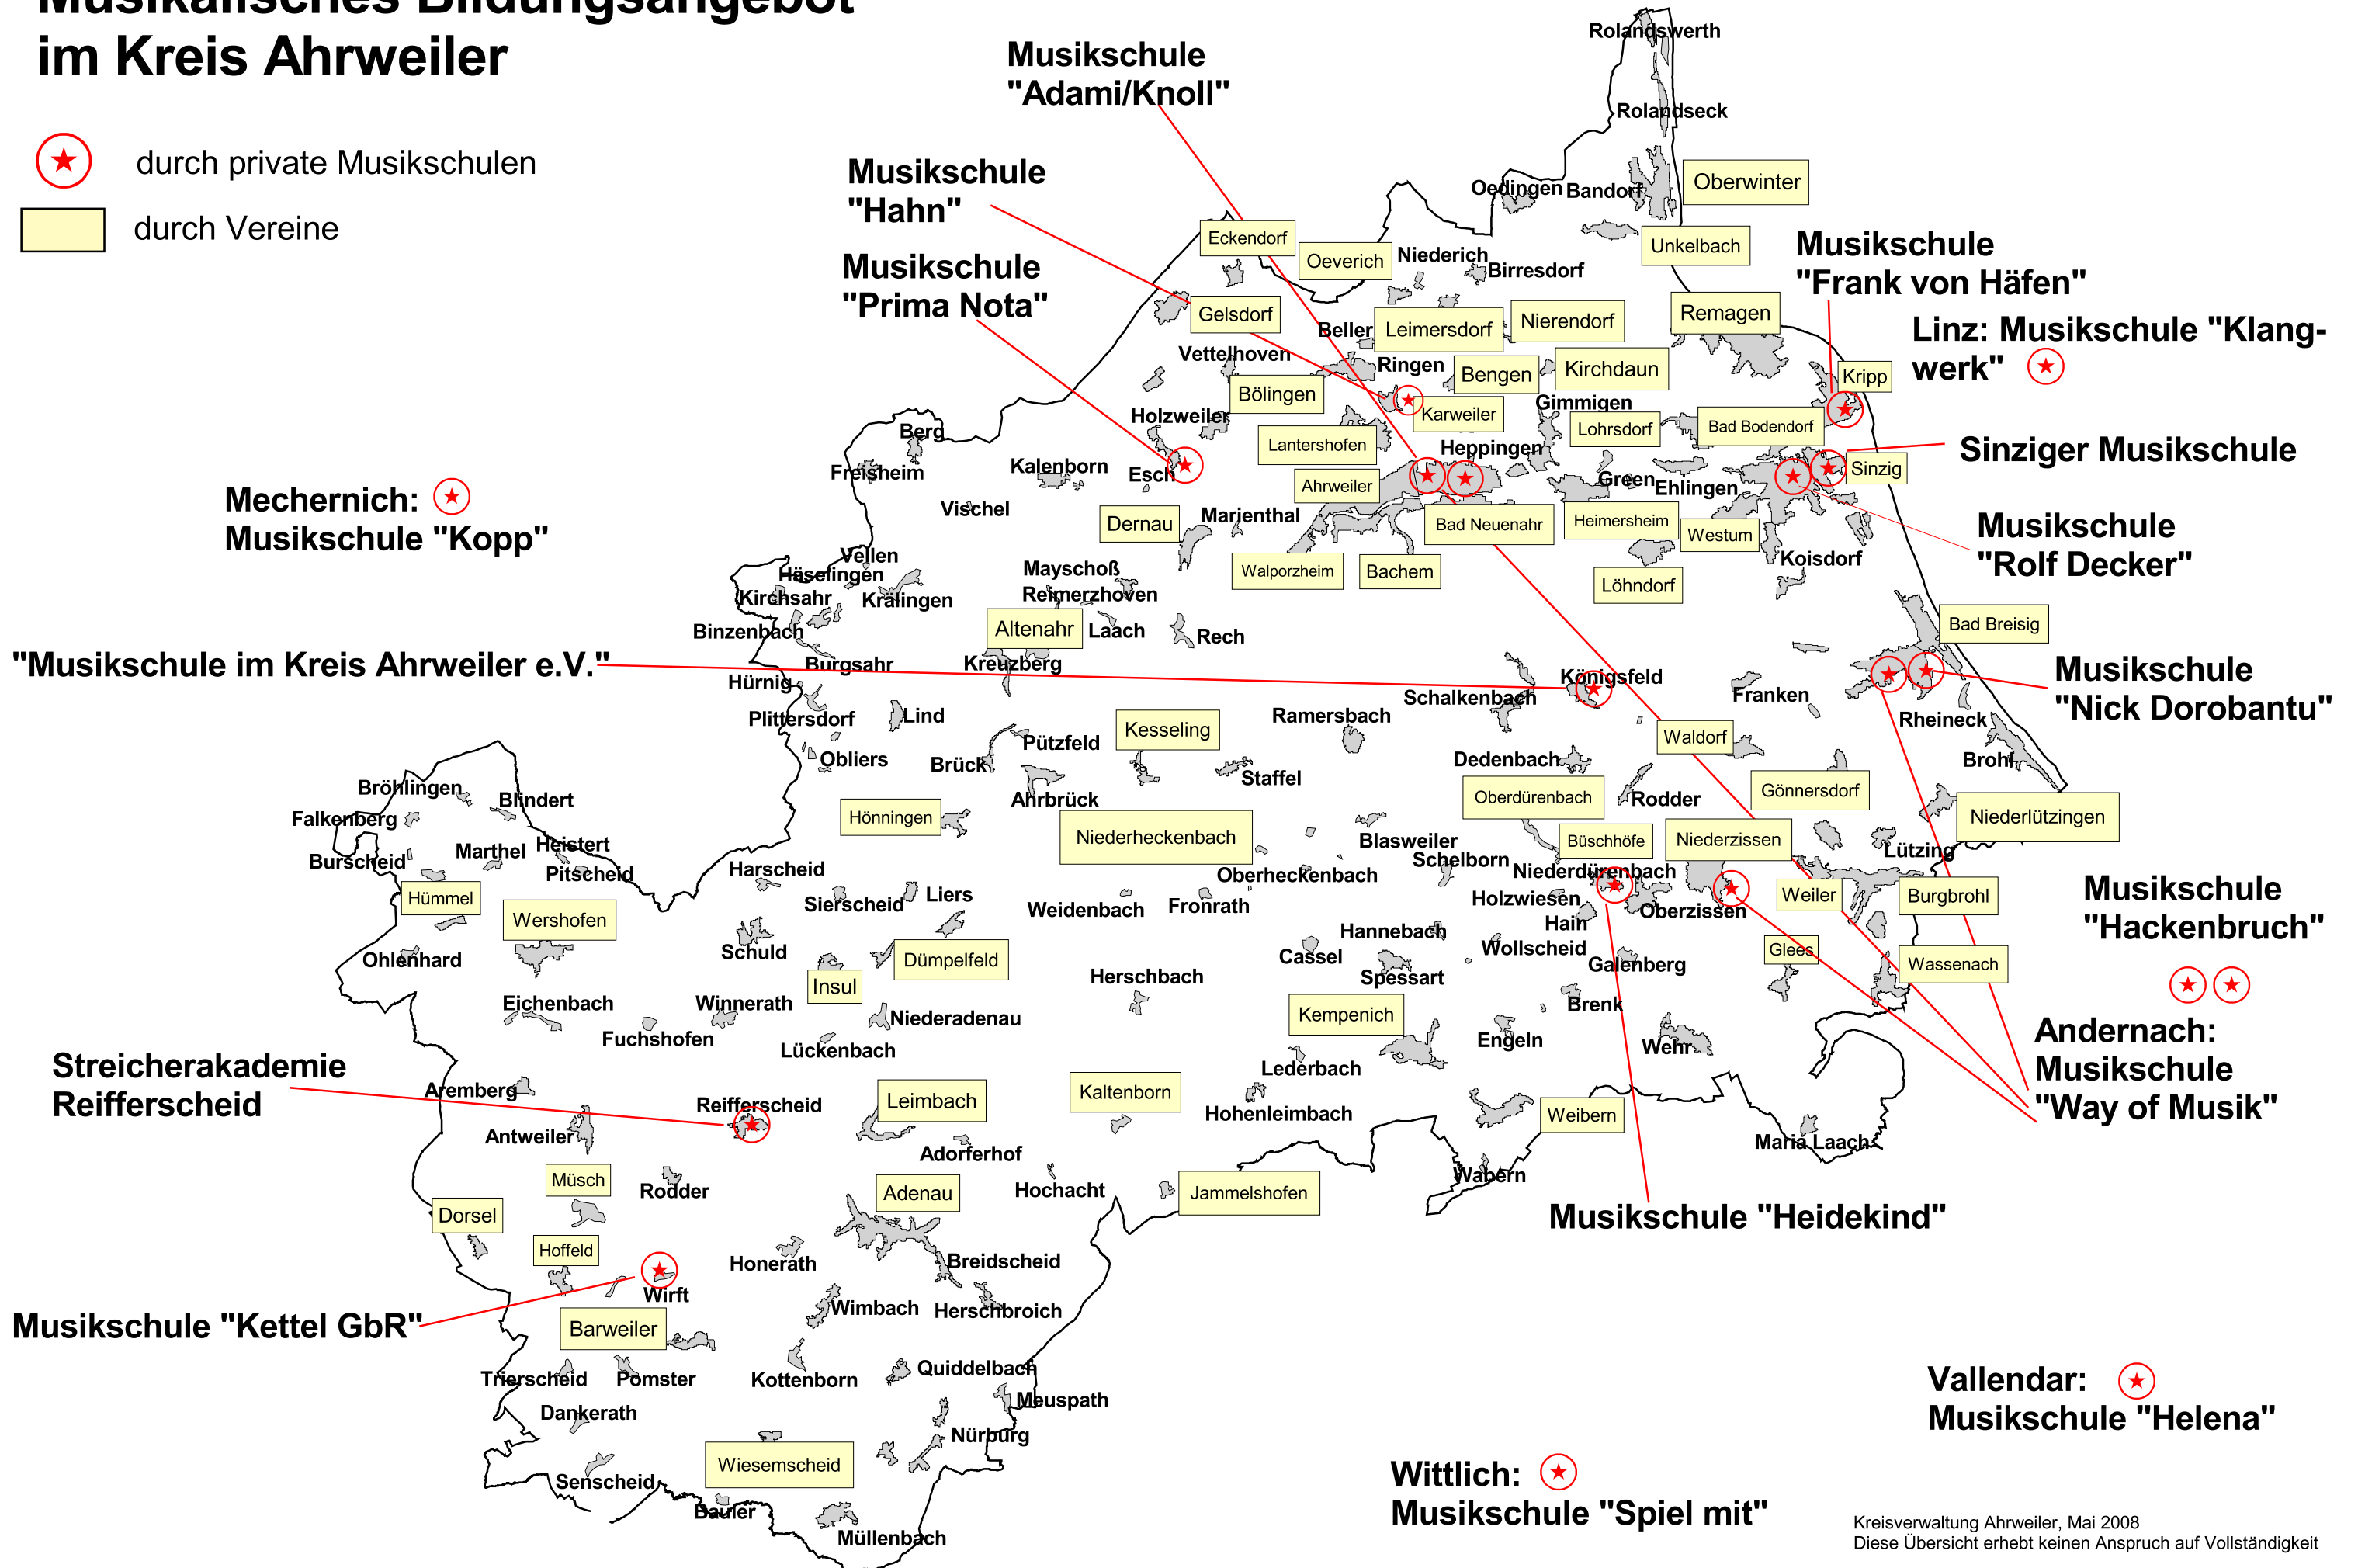 Musikalisches Bildungsangebot
im Kreis Ahrweiler
durch private Musikschulen
durch Vereine
Musikschule
"Adami/Knoll"
Musikschule
"Hahn"
Musikschule
"Prima Nota"
Rolandswerth
Rolandseck
Oedingen
Bandorf
Oberwinter
Unkelbach
Eckendorf
Oeverich
Niederich
Birresdorf
Musikschule
"Frank von Häfen"
Gelsdorf
Beller
Leimersdorf
Nierendorf
Remagen
Linz: Musikschule "Klang-
werk"
Vettelhoven
Ringen
Bengen
Kirchdaun
Kripp
Bölingen
Karweiler
Gimmigen
Holzweiler
Lantershofen
Heppingen
Lohrsdorf
Bad Bodendorf
Sinziger Musikschule
Berg
Freisheim
Kalenborn
Esch
Ahrweiler
Green
Ehlingen
Sinzig
Mechernich:
Musikschule "Kopp"
Vischel
Dernau
Marienthal
Bad Neuenahr
Heimersheim
Westum
Musikschule
"Rolf Decker"
Vellen
Häselingen
Kirchsahr
Krälingen
Mayschoß
Reimerzhoven
Walporzheim
Bachem
Löhndorf
Koisdorf
Binzenbach
Altenahr
Laach
Rech
Bad Breisig
"Musikschule im Kreis Ahrweiler e.V."
Burgsahr
Kreuzberg
Hürnig
Königsfeld
Schalkenbach
Franken
Musikschule
"Nick Dorobantu"
Plittersdorf
Lind
Ramersbach
Rheineck
Kesseling
Waldorf
Pützfeld
Obliers
Brück
Staffel
Dedenbach
Brohl
Bröhlingen
Blindert
Ahrbrück
Oberdürenbach
Rodder
Gönnersdorf
Falkenberg
Hönningen
Niederlützingen
Niederheckenbach
Blasweiler
Büschhöfe
Niederzissen
Burscheid
Marthel
Heistert
Pitscheid
Harscheid
Schelborn
Lützing
Oberheckenbach
Niederdürenbach
Hümmel
Wershofen
Sierscheid
Liers
Weidenbach
Fronrath
Holzwiesen
Oberzissen
Weiler
Burgbrohl
Musikschule
"Hackenbruch"
Hain
Hannebach
Schuld
Ohlenhard
Dümpelfeld
Cassel
Wollscheid
Glees
Galenberg
Wassenach
Insul
Herschbach
Spessart
Eichenbach
Winnerath
Niederadenau
Kempenich
Brenk
Fuchshofen
Lückenbach
Engeln
Wehr
Andernach:
Musikschule
"Way of Musik"
Streicherakademie
Reifferscheid
Lederbach
Aremberg
Reifferscheid
Leimbach
Kaltenborn
Hohenleimbach
Weibern
Antweiler
Adorferhof
Maria Laach
Müsch
Rodder
Adenau
Hochacht
Jammelshofen
Wabern
Dorsel
Musikschule "Heidekind"
Hoffeld
Honerath
Breidscheid
Wirft
Wimbach
Herschbroich
Musikschule "Kettel GbR"
Barweiler
Trierscheid
Pomster
Kottenborn
Quiddelbach
Meuspath
Vallendar:
Musikschule "Helena"
Dankerath
Nürburg
Wiesemscheid
Senscheid
Wittlich:
Musikschule "Spiel mit"
Bauler
Müllenbach
Kreisverwaltung Ahrweiler, Mai 2008
Diese Übersicht erhebt keinen Anspruch auf Vollständigkeit